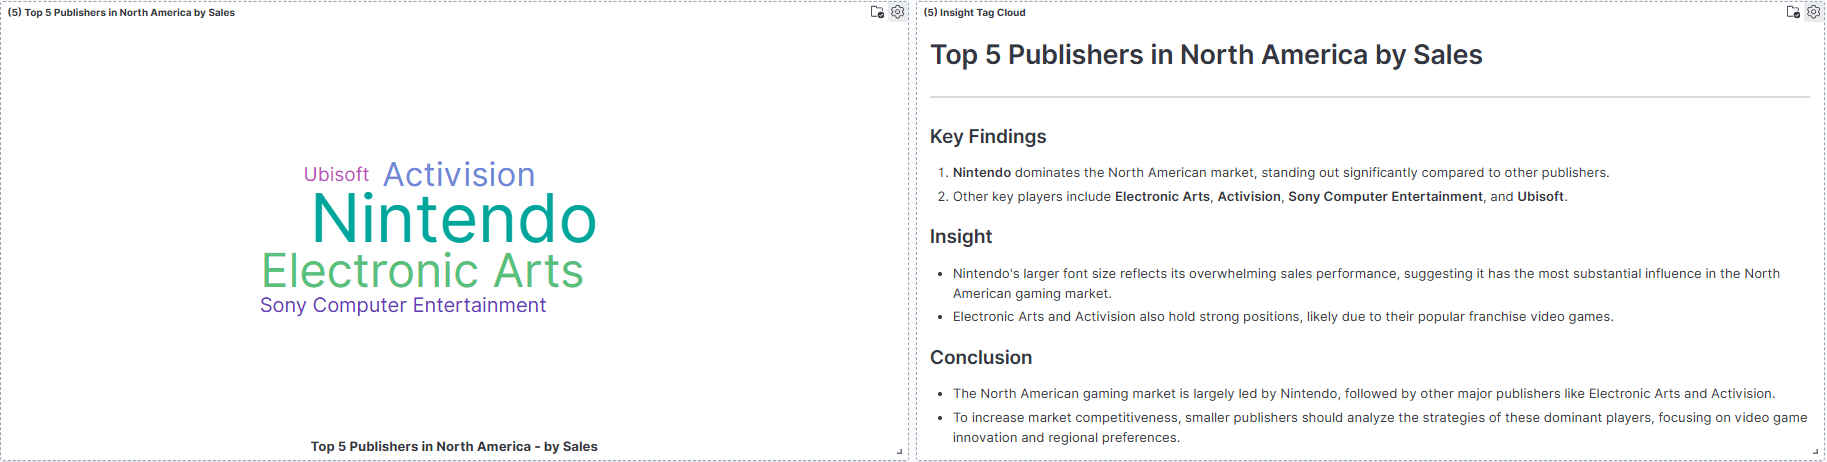 (5) Top 5 Publishers in North America by Sales
Ubisoft Activision
Nintendo
Electronic Arts
Sony Computer Entertainment
Top 5 Publishers in North America - by Sales
(5) Insight Tag Cloud
Top 5 Publishers in North America by Sales
Key Findings
1. Nintendo dominates the North American market, standing out significantly compared to other publishers.
2. Other key players include Electronic Arts, Activision, Sony Computer Entertainment, and Ubisoft.
Insight
• Nintendo's larger font size reflects its overwhelming sales performance, suggesting it has the most substantial influence in the North
American gaming market.
• Electronic Arts and Activision also hold strong positions, likely due to their popular franchise video games.
Conclusion
• The North American gaming market is largely led by Nintendo, followed by other major publishers like Electronic Arts and Activision.
• To increase market competitiveness, smaller publishers should analyze the strategies of these dominant players, focusing on video game
innovation and regional preferences.